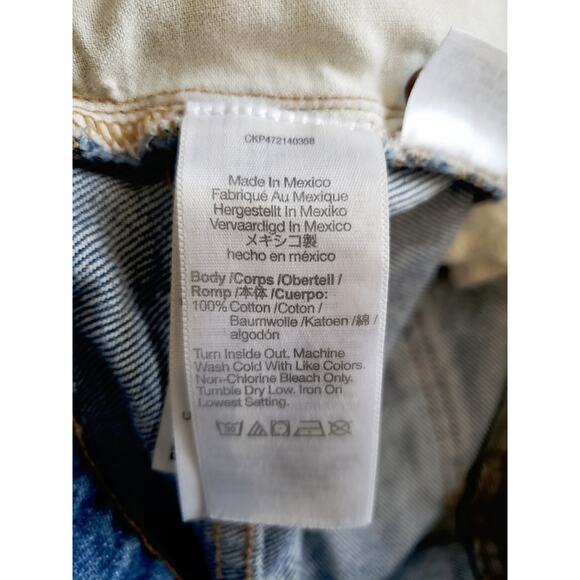 CKP472140358
Made In Mexico
Fabriqué Au Mexique
Hergestellt In Mexiko
Vervaardigd In Mexico
メキシコ製
hecho en méxico
Body /Corps /Oberteil /
Romp /本体 /Cuerpo:
100% Cotton /Coton /
Baumwolle /Katoen /綿 /
algodón
Turn Inside Out. Machine
Wash Cold With Like Colors.
Non-Chlorine Bleach Only.
Tumble Dry Low. Iron On
Lowest Setting.